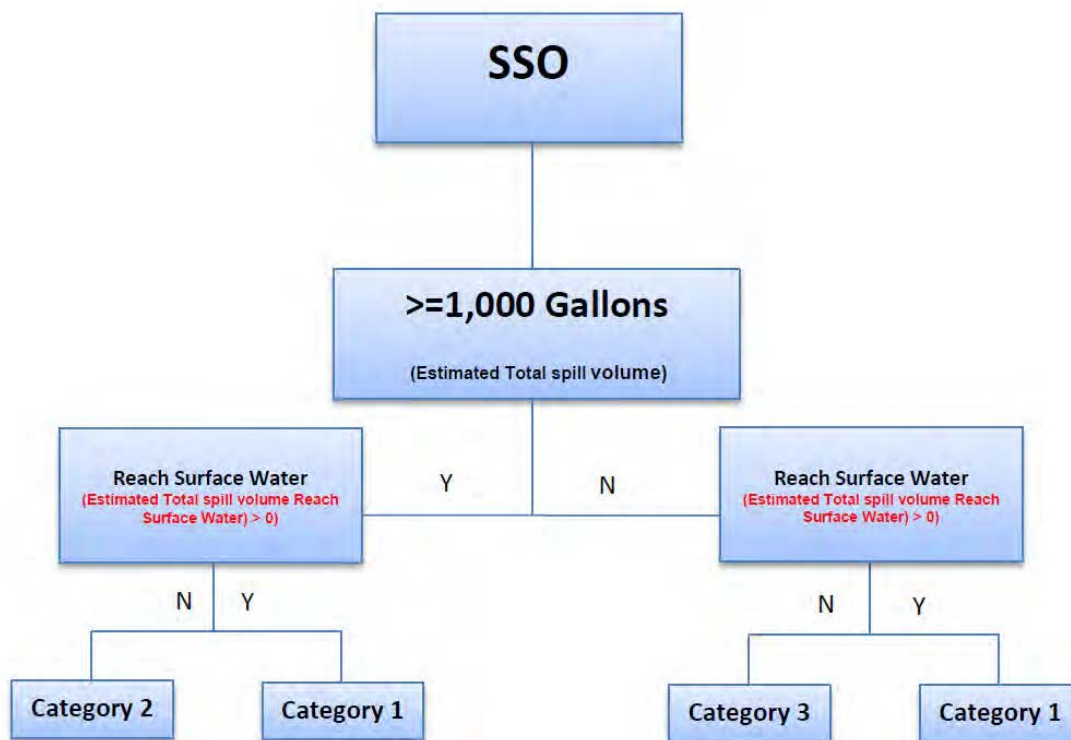 SSO
>=1,000 Gallons
(Estimated Total spill volume)
Reach Surface Water
(Estimated Total spill volume Reach
Surface Water) > 0)
Y
N
Reach Surface Water
(Estimated Total spill volume Reach
Surface Water) > 0)
N
Y
N
Y
Category 2
Category 1
Category 3
Category 1